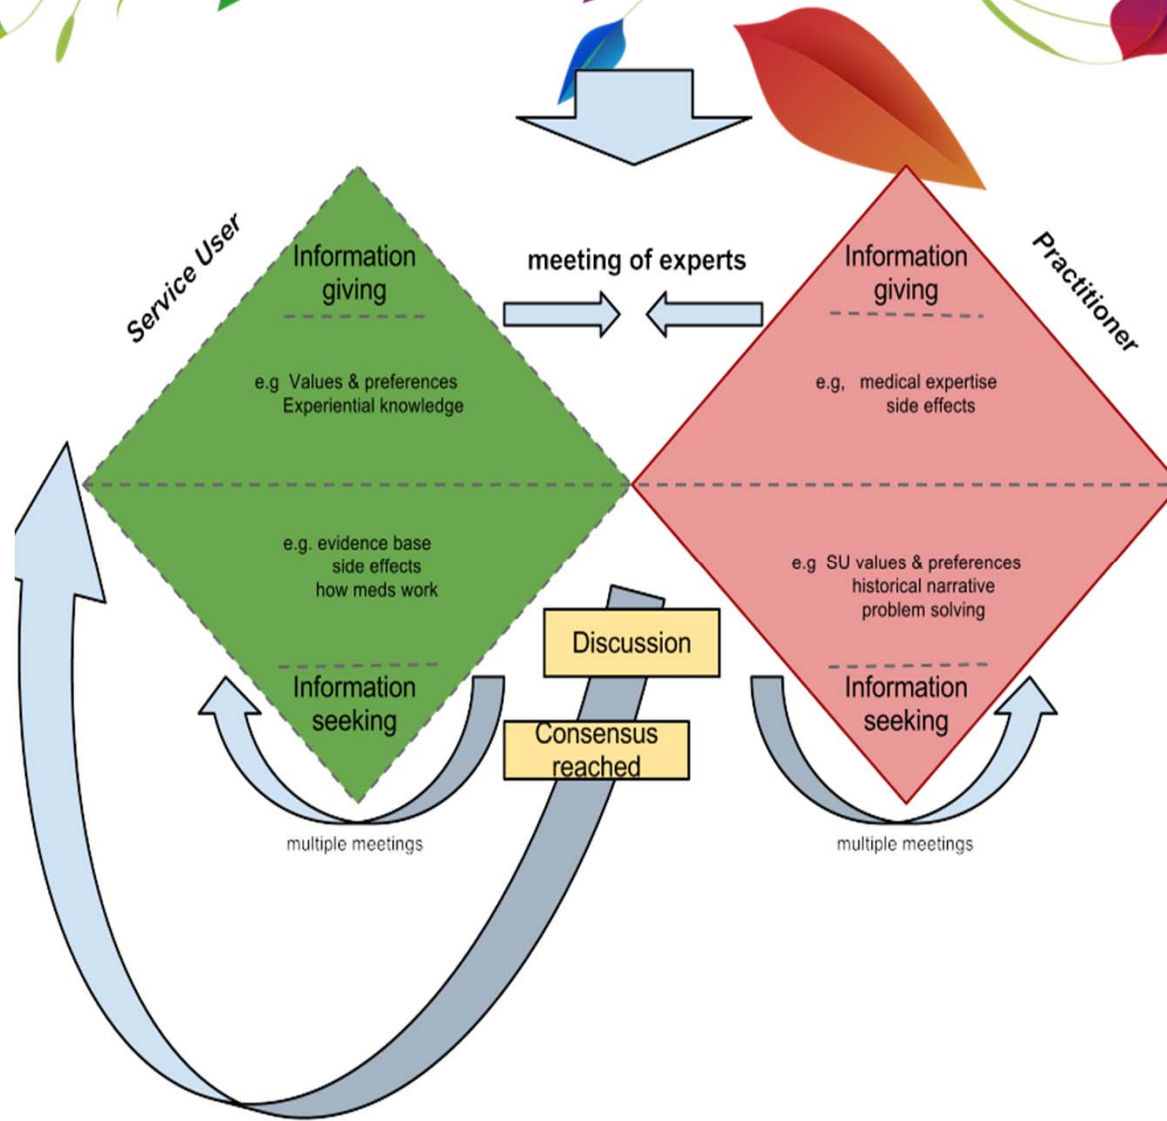 Service User
Information
giving
e.g  Values & preferences
Experiential knowledge
e.g. evidence base
side effects
how meds work
Information
seeking
multiple meetings
meeting of experts
Discussion
Consensus
reached
Practitioner
Information
giving
e.g,  medical expertise
side effects
e.g  SU values & preferences
historical narrative
problem solving
Information
seeking
multiple meetings